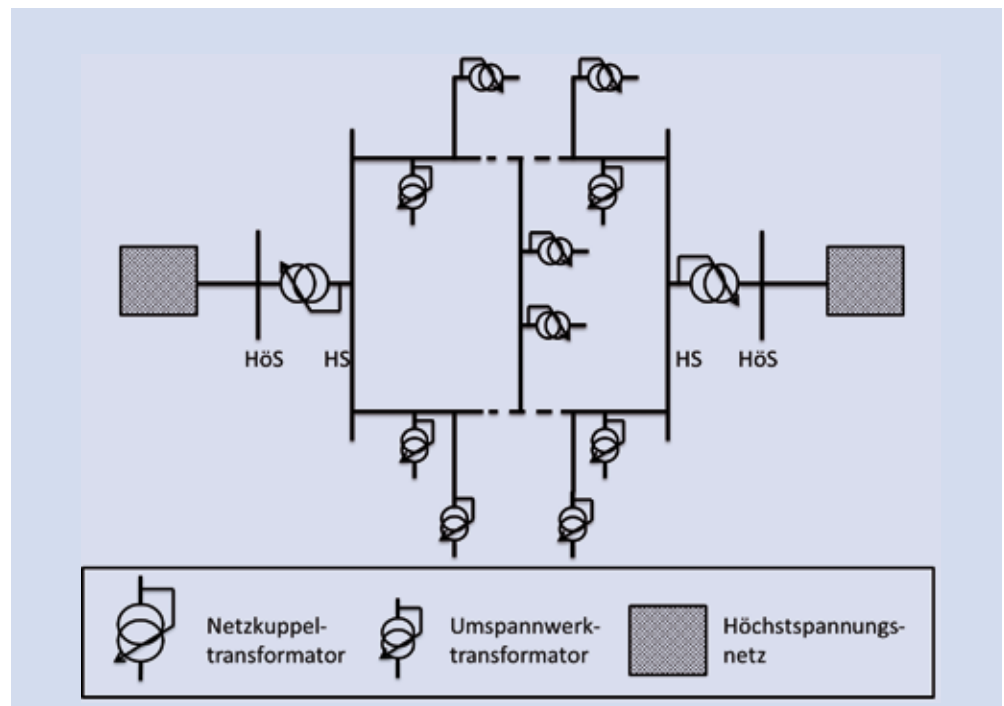 HöS
HS
HS
HöS
Netzkuppel-
transformator
Umspannwerk-
transformator
Höchstspannungs-
netz